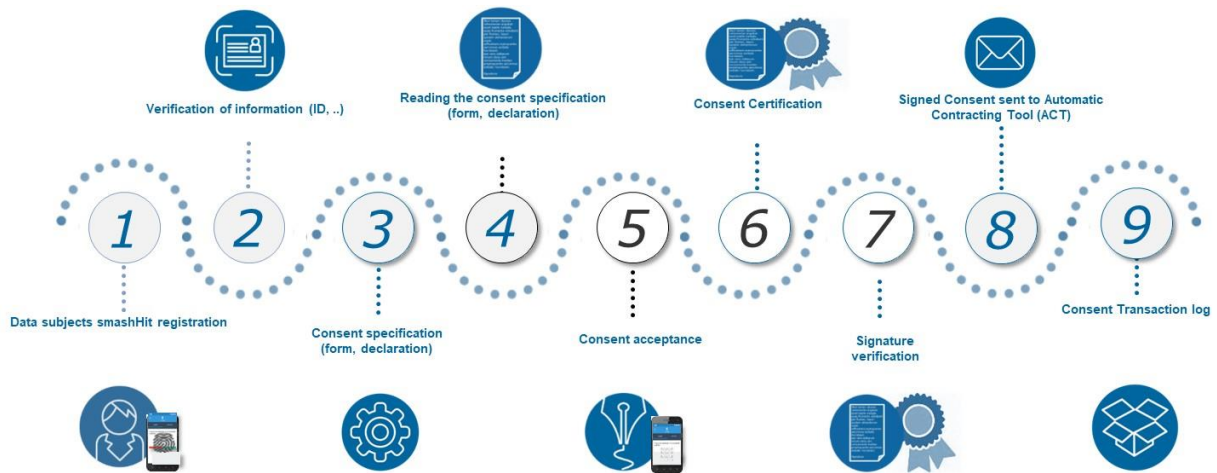 Verification of information (ID, ..)
Reading the consent specification
(form, declaration)
Consent Certification
Signed Consent sent to Automatic
Contracting Tool (ACT)
1
2
3
4
5
6
7
8
9
Data subjects smashHit registration
Consent specification
(form, declaration)
Consent acceptance
Signature
verification
Consent Transaction log